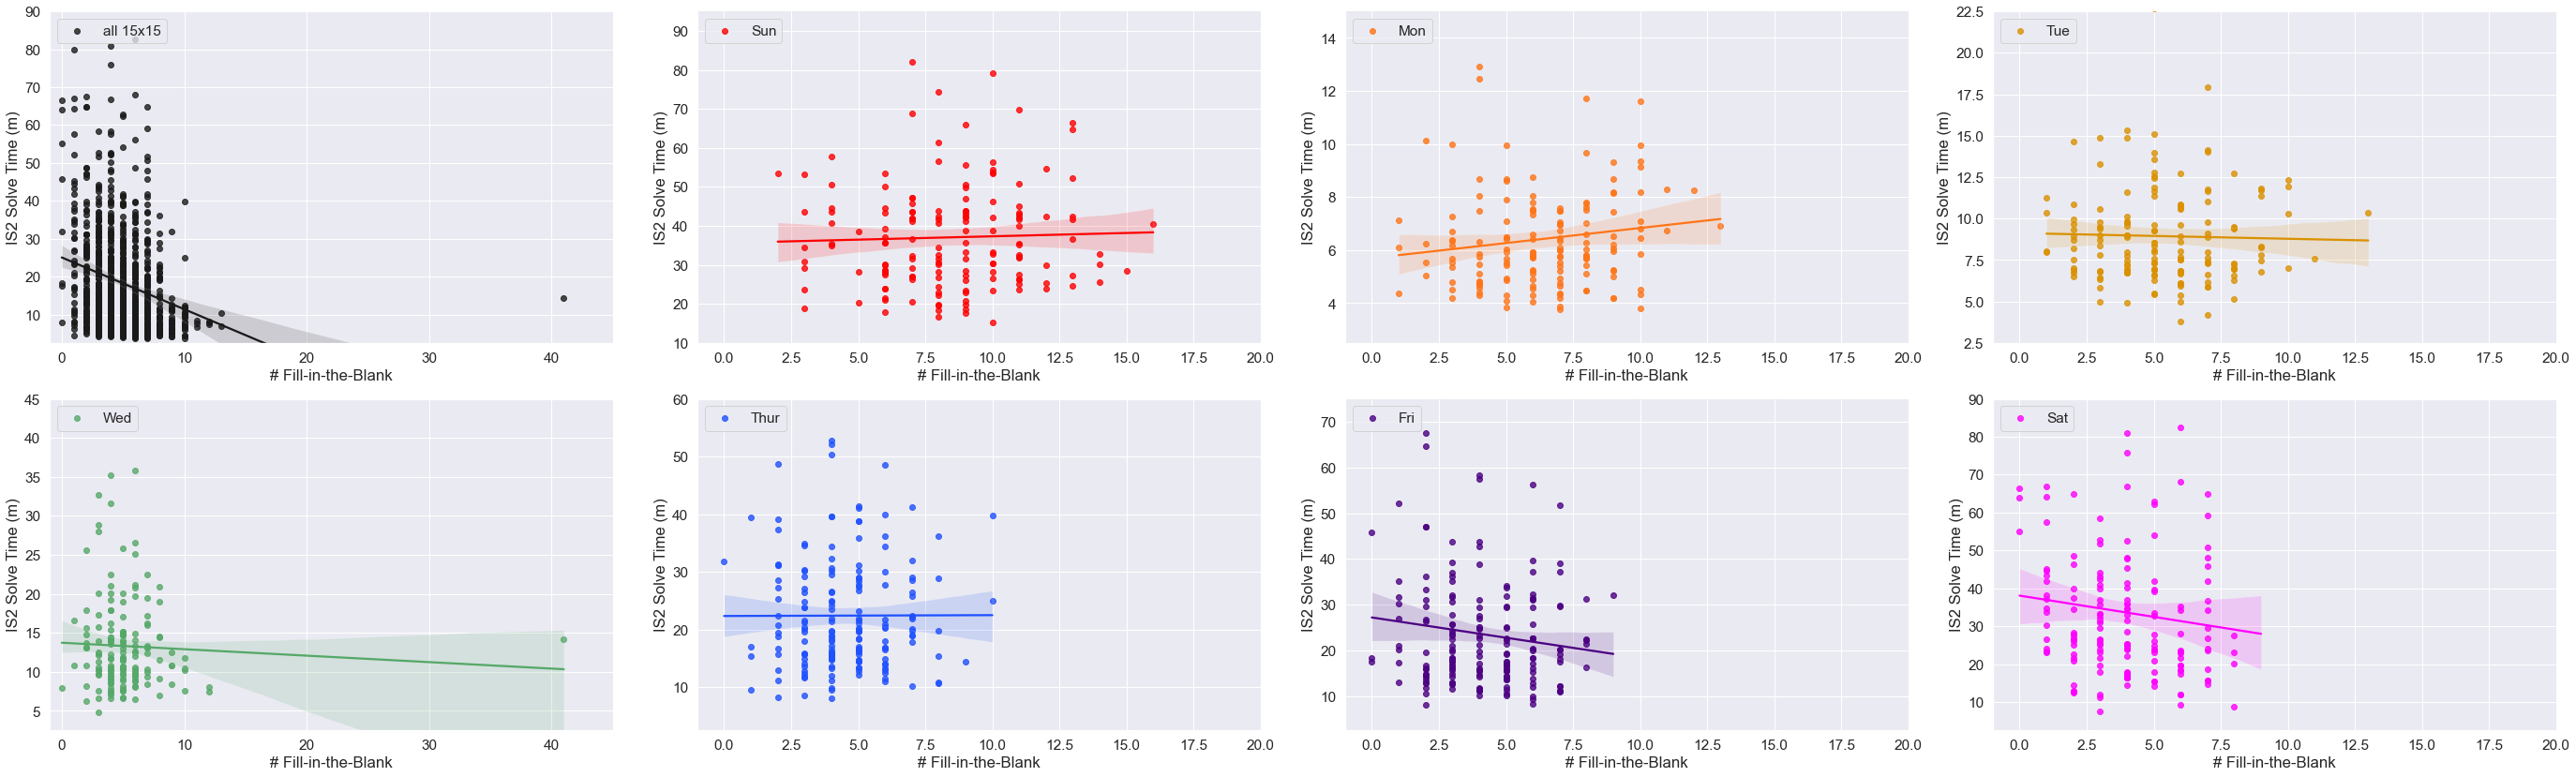 all 15x15
IS2 Solve Time (m)
90
80
70
60
50
40
30
20
10
0 10 20 30 40
# Fill-in-the-Blank
Sun
IS2 Solve Time (m)
90
80
70
60
50
40
30
20
10
0.0 2.5 5.0 7.5 10.0 12.5 15.0 17.5 20.0
# Fill-in-the-Blank
Mon
IS2 Solve Time (m)
14
12
10
8
6
4
0.0 2.5 5.0 7.5 10.0 12.5 15.0 17.5 20.0
# Fill-in-the-Blank
Tue
IS2 Solve Time (m)
22.5
20.0
17.5
15.0
12.5
10.0
7.5
5.0
2.5
0.0 2.5 5.0 7.5 10.0 12.5 15.0 17.5 20.0
# Fill-in-the-Blank
Wed
IS2 Solve Time (m)
45
40
35
30
25
20
15
10
5
0 10 20 30 40
# Fill-in-the-Blank
Thur
IS2 Solve Time (m)
60
50
40
30
20
10
0.0 2.5 5.0 7.5 10.0 12.5 15.0 17.5 20.0
# Fill-in-the-Blank
Fri
IS2 Solve Time (m)
70
60
50
40
30
20
10
0.0 2.5 5.0 7.5 10.0 12.5 15.0 17.5 20.0
# Fill-in-the-Blank
Sat
IS2 Solve Time (m)
90
80
70
60
50
40
30
20
10
0.0 2.5 5.0 7.5 10.0 12.5 15.0 17.5 20.0
# Fill-in-the-Blank